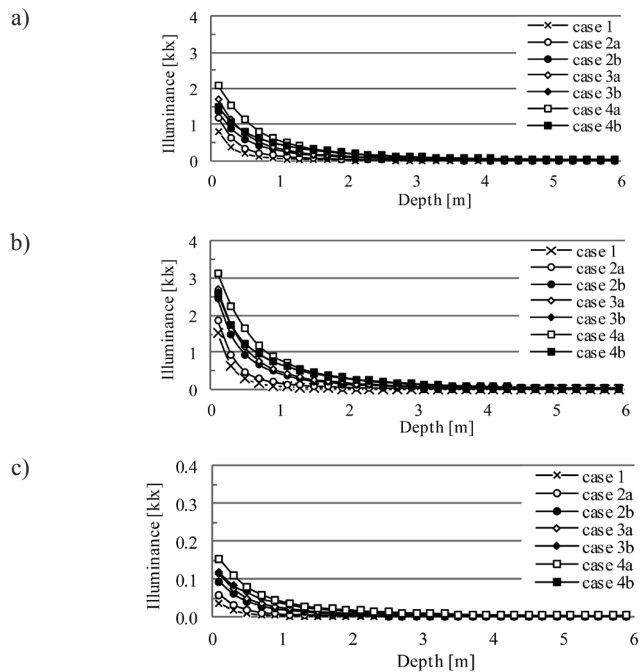 a)
Illuminance [klx]
4
3
2
1
0
0 1 2 3 4 5 6
Depth [m]
case 1
case 2a
case 2b
case 3a
case 3b
case 4a
case 4b
b)
Illuminance [klx]
4
3
2
1
0
0 1 2 3 4 5 6
Depth [m]
case 1
case 2a
case 2b
case 3a
case 3b
case 4a
case 4b
c)
Illuminance [klx]
0.4
0.3
0.2
0.1
0.0
0 1 2 3 4 5 6
Depth [m]
case 1
case 2a
case 2b
case 3a
case 3b
case 4a
case 4b